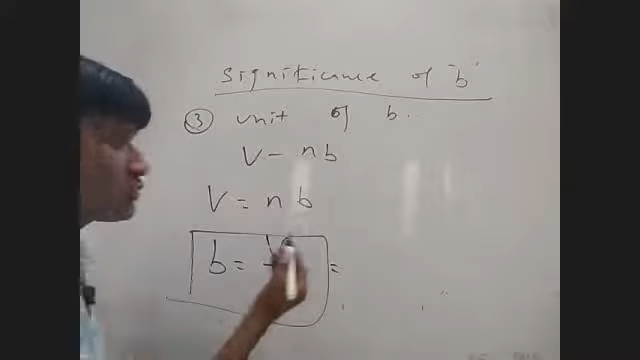 Significance of "b"
③ unit of b..
V - nb
V = nb
b = V =